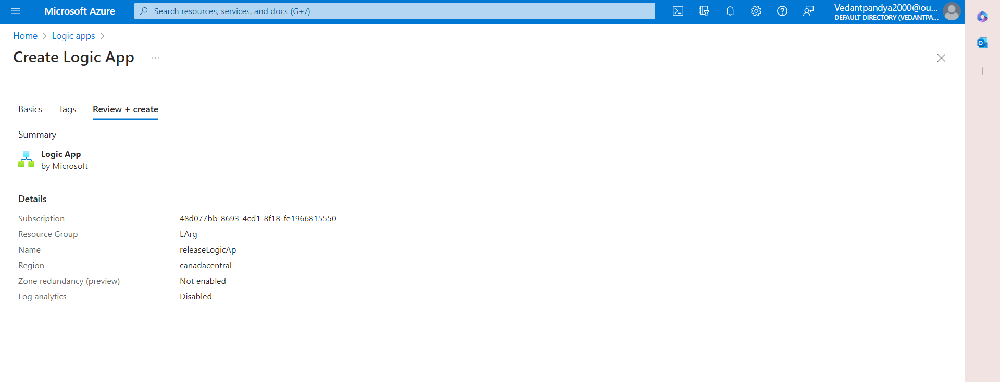 Microsoft Azure
Search resources, services, and docs (G+/)
Vedantpandya2000@ou...
DEFAULT DIRECTORY (VEDANTPA...
Home > Logic apps >
Create Logic App ...
Basics Tags Review + create
Summary
Logic App
by Microsoft
Details
Subscription 48d077bb-8693-4cd1-8f18-fe1966815550
Resource Group LArg
Name releaseLogicAp
Region canadacentral
Zone redundancy (preview) Not enabled
Log analytics Disabled